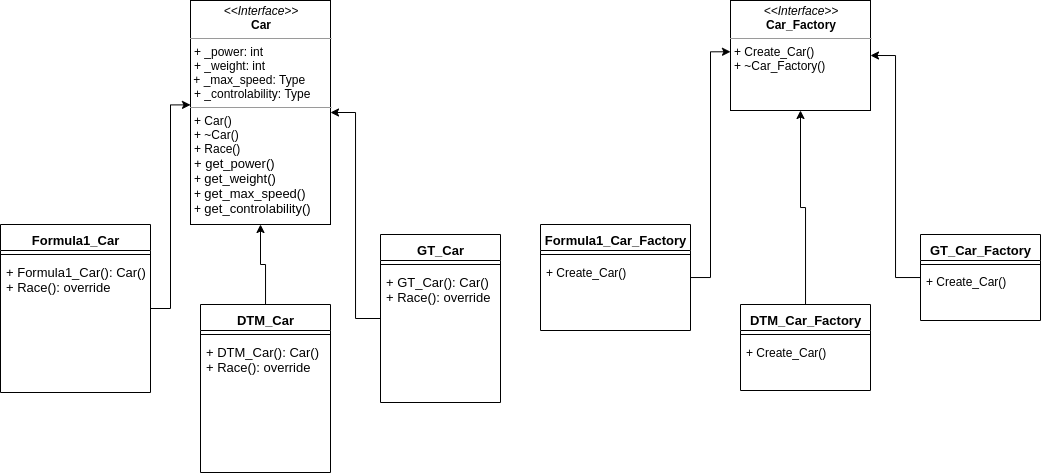 <<Interface>>
Car
+ _power: int
+ _weight: int
+ _max_speed: Type
+ _controlability: Type
+ Car()
+ ~Car()
+ Race()
+ get_power()
+ get_weight()
+ get_max_speed()
+ get_controlability()
Formula1_Car
+ Formula1_Car(): Car()
+ Race(): override
DTM_Car
+ DTM_Car(): Car()
+ Race(): override
GT_Car
+ GT_Car(): Car()
+ Race(): override
<<Interface>>
Car_Factory
+ Create_Car()
+ ~Car_Factory()
Formula1_Car_Factory
+ Create_Car()
DTM_Car_Factory
+ Create_Car()
GT_Car_Factory
+ Create_Car()